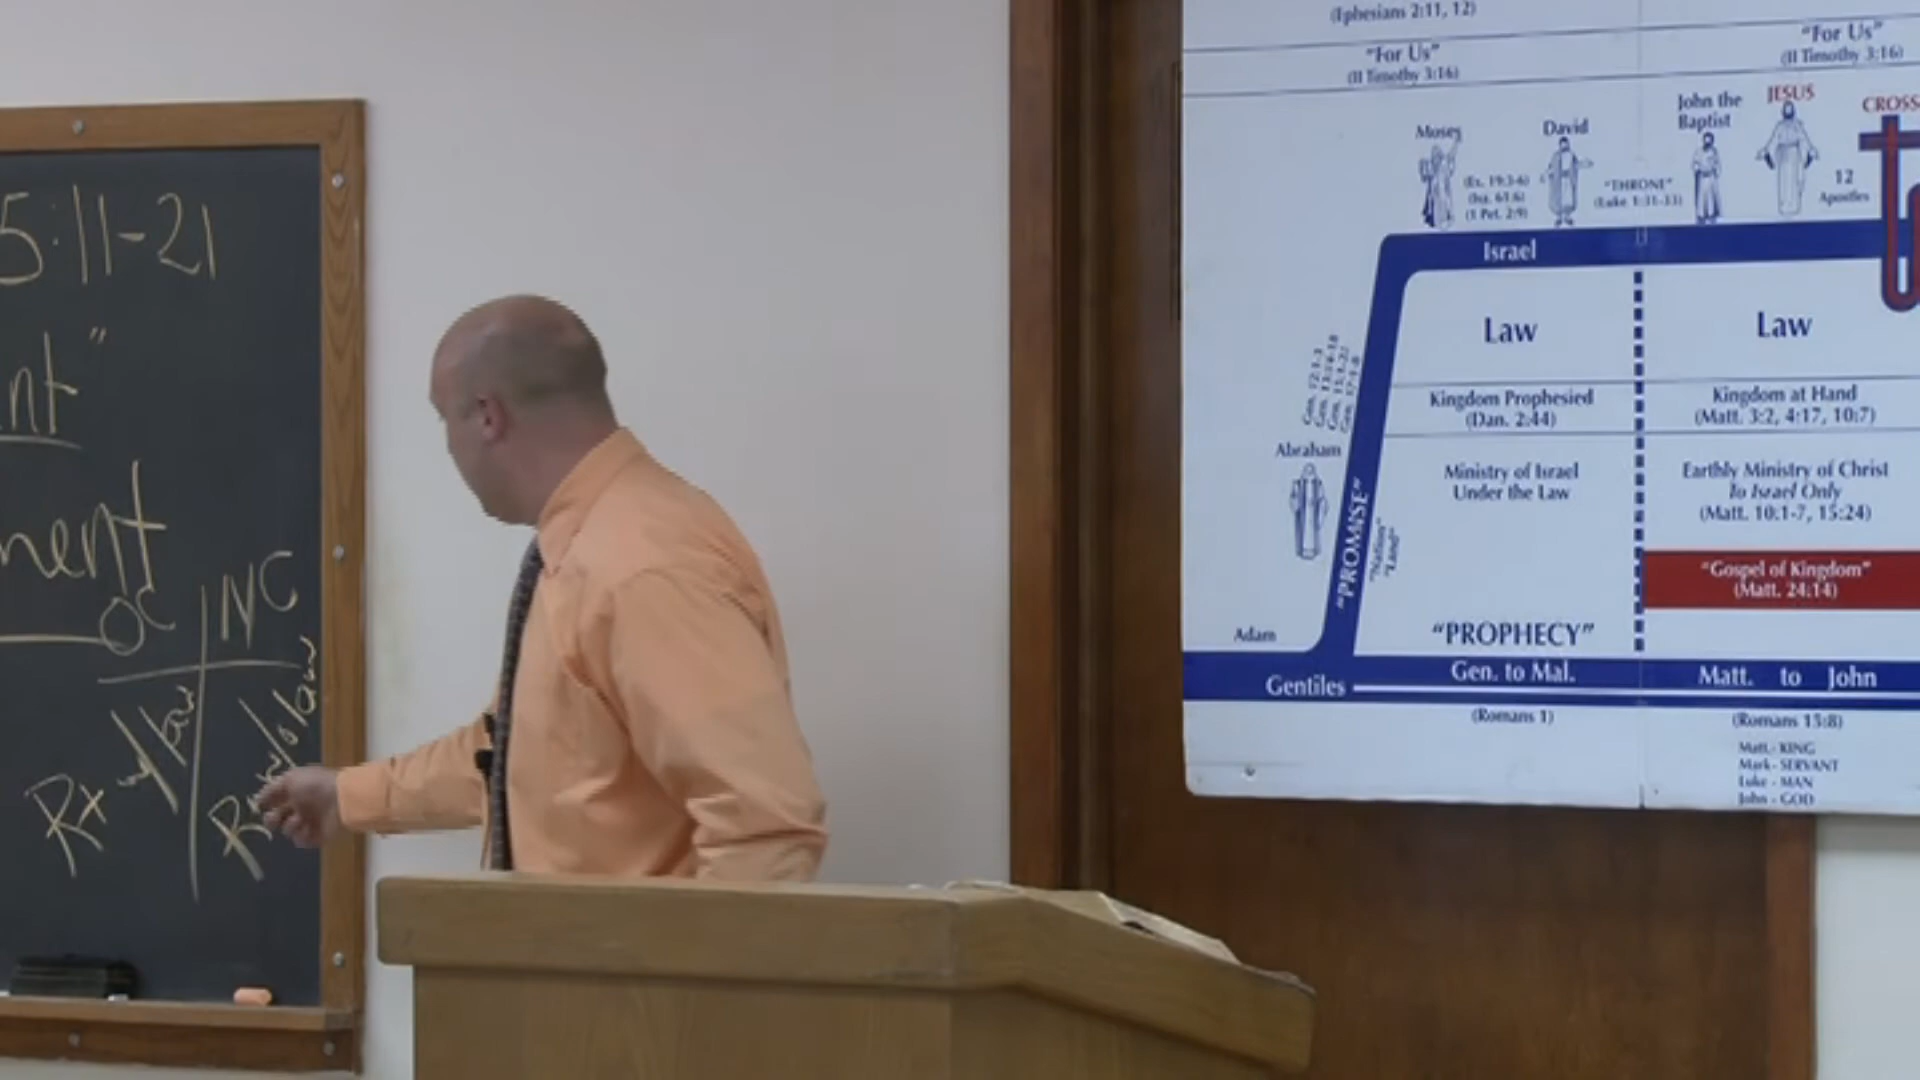 5:11-21
nt"
ment
OC NC
Rx w/law
w/o law
(Ephesians 2:11, 12)
"For Us"
(II Timothy 3:16)
"For Us"
(II Timothy 3:16)
Moses
(Ex. 19:3-6)
(Isa. 61:6)
(1 Pet. 2:9)
David
"THRONE"
(Luke 1:31-33)
John the
Baptist
JESUS
12
Apostles
CROSS
Israel
Law
Law
Gen. 12:1-3
Kingdom Prophesied
(Dan. 2:44)
Kingdom at Hand
(Matt. 3:2, 4:17, 10:7)
Abraham
Ministry of Israel
Under the Law
Earthly Ministry of Christ
To Israel Only
(Matt. 10:1-7, 15:24)
"PROMISE"
"Nation"
"Land"
"Gospel of Kingdom"
(Matt. 24:14)
Adam
"PROPHECY"
Gentiles
Gen. to Mal.
Matt. to John
(Romans 1)
(Romans 15:8)
Matt.- KING
Mark- SERVANT
Luke - MAN
John - GOD